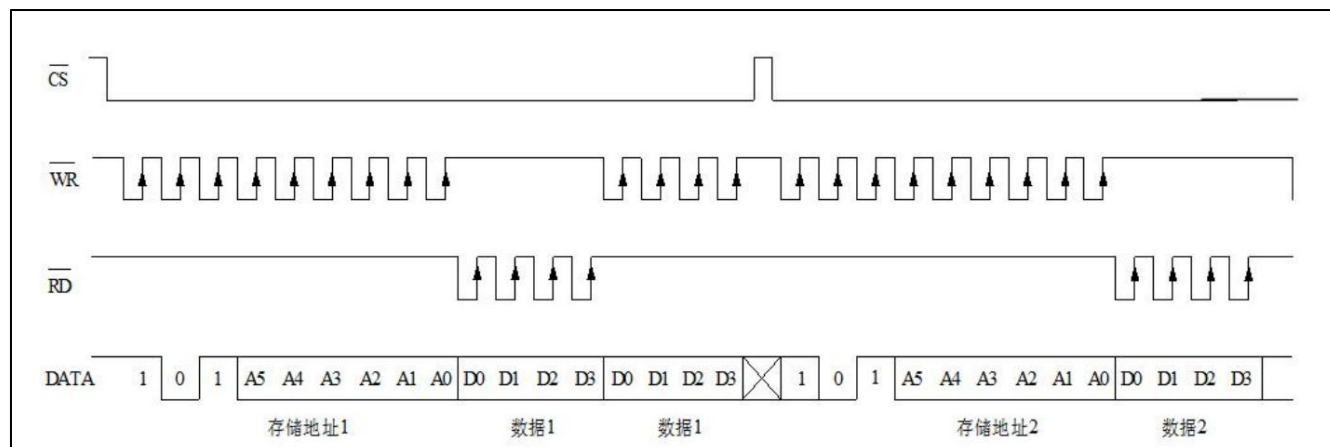 CS
WR
RD
DATA 1 0 1 A5 A4 A3 A2 A1 A0 D0 D1 D2 D3 D0 D1 D2 D3 1 0 1 A5 A4 A3 A2 A1 A0 D0 D1 D2 D3
存储地址1 数据1 数据1 存储地址2 数据2